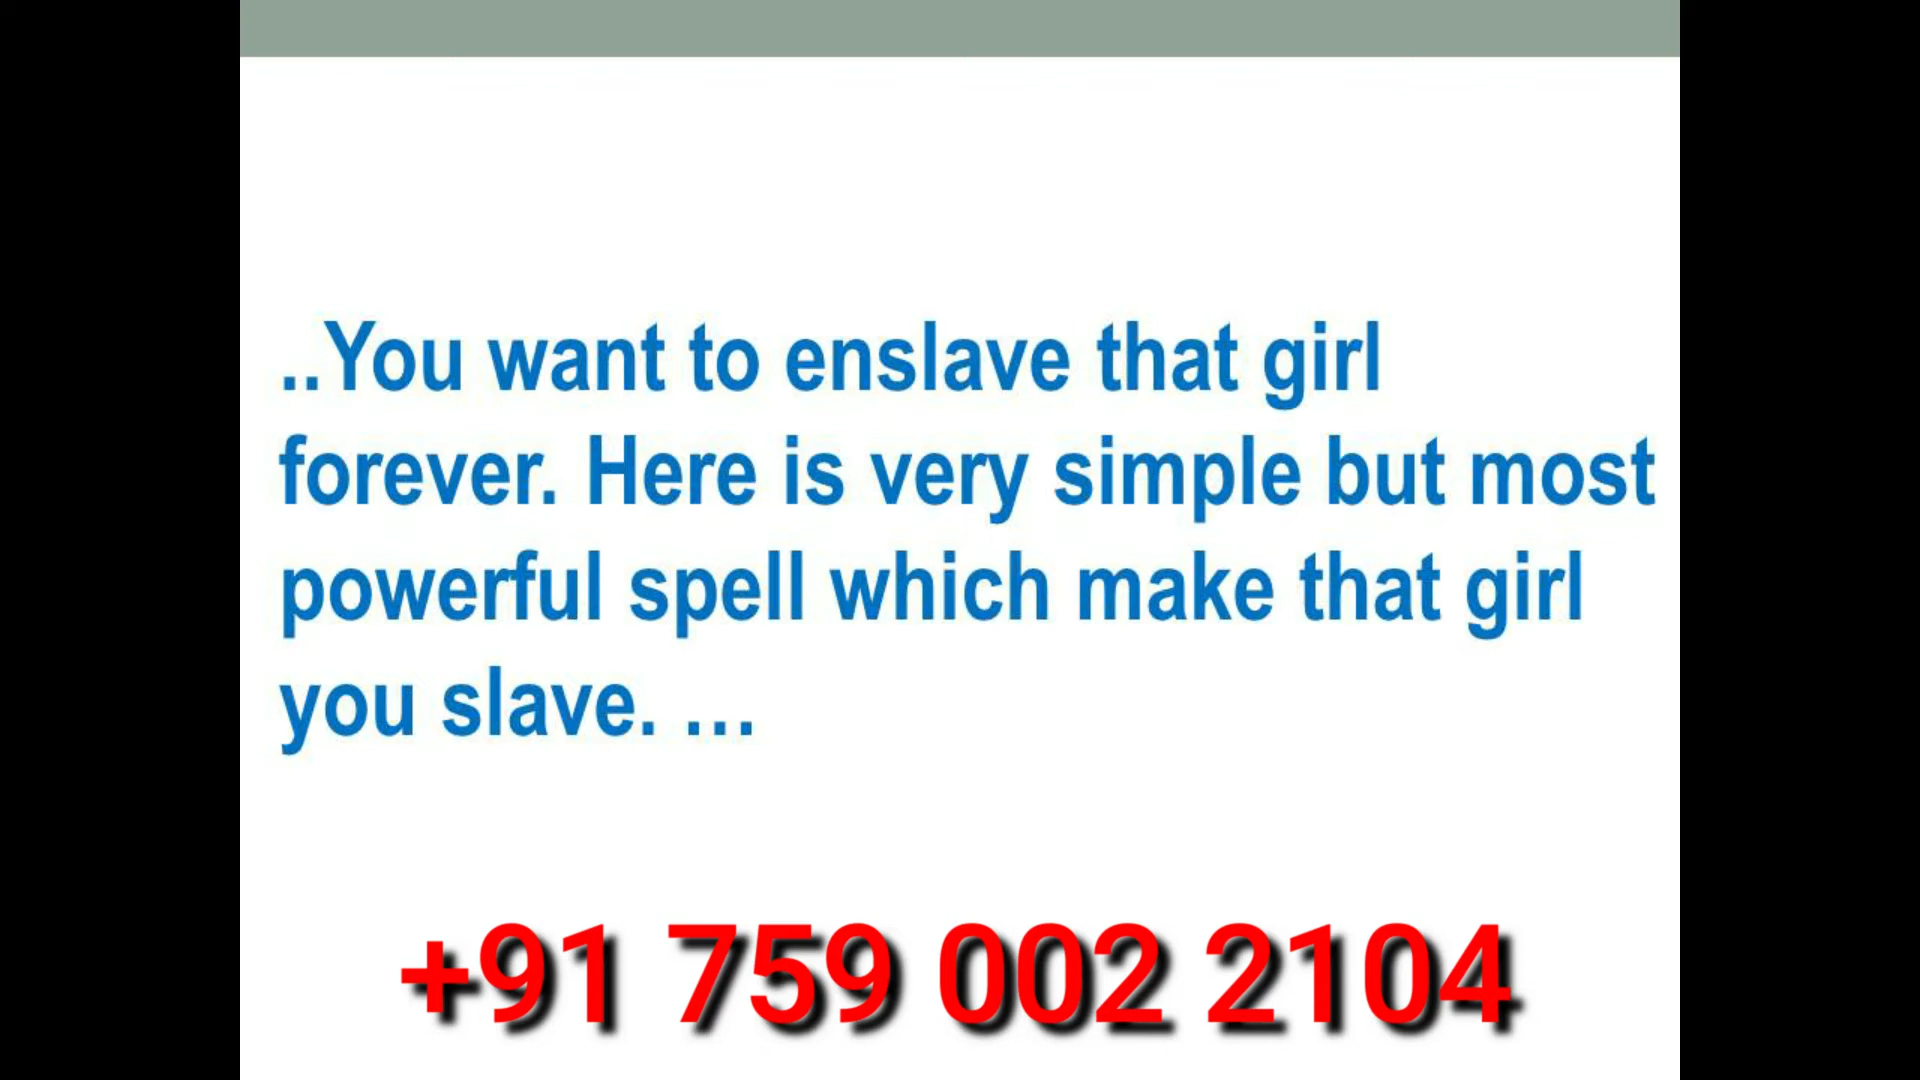 ..You want to enslave that girl
forever. Here is very simple but most
powerful spell which make that girl
you slave. ...
+91 759 002 2104